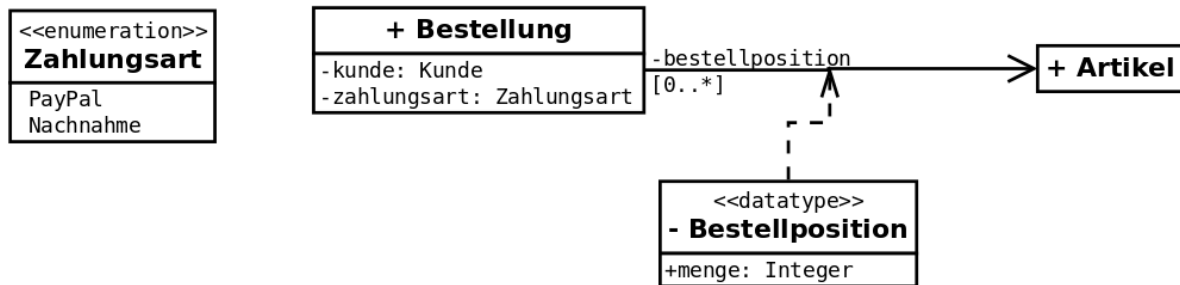 <<enumeration>>
Zahlungsart
PayPal
Nachnahme
+ Bestellung
-kunde: Kunde
-zahlungsart: Zahlungsart
-bestellposition
[0..*]
+ Artikel
<<datatype>>
- Bestellposition
+menge: Integer